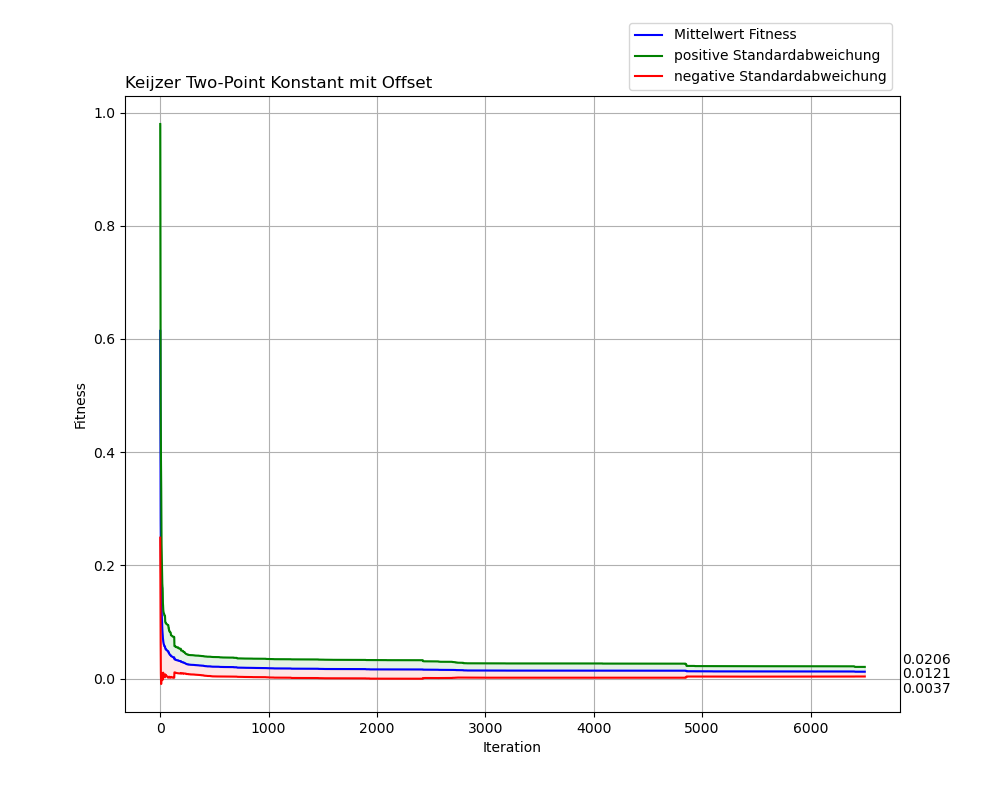 Mittelwert Fitness
positive Standardabweichung
negative Standardabweichung
Keijzer Two-Point Konstant mit Offset
1.0
0.8
0.6
0.4
0.2
0.0
Fitness
0.0206
0.0121
0.0037
0 1000 2000 3000 4000 5000 6000
Iteration